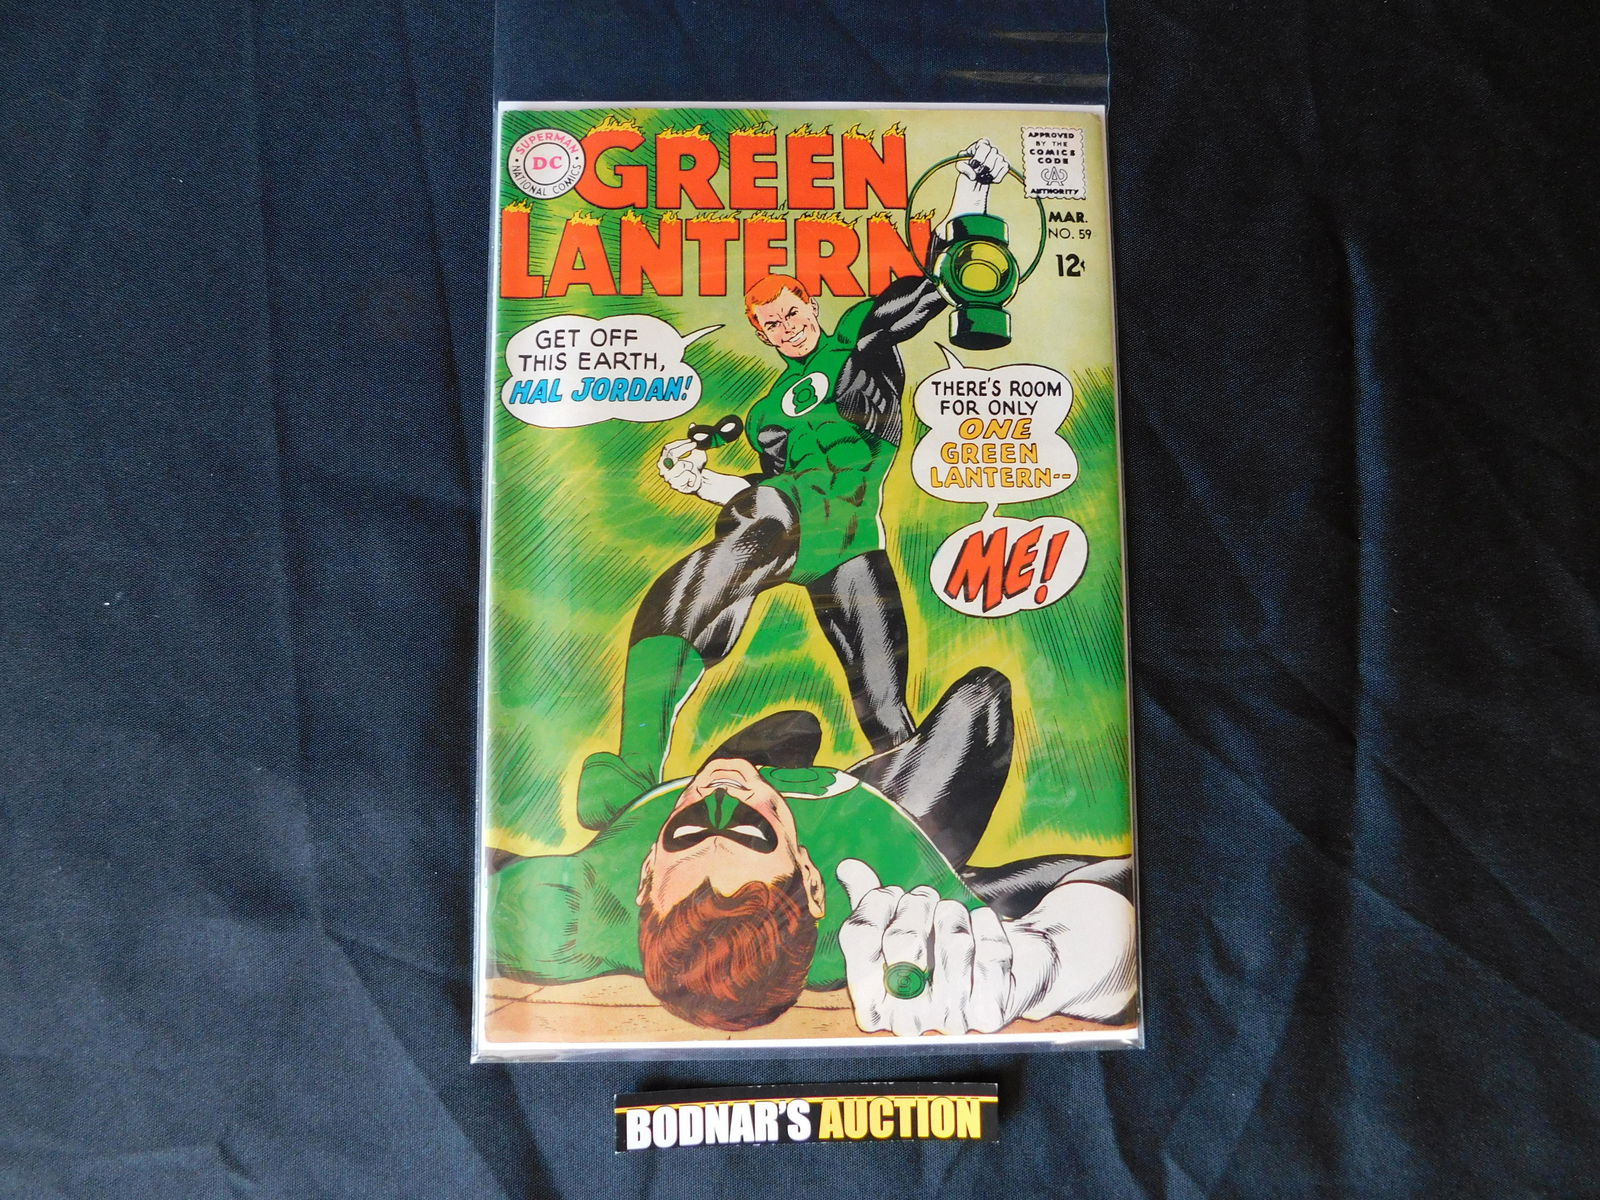 SUPERMAN
DC
NATIONAL COMICS
GREEN
LANTERN
APPROVED
BY THE
COMICS
CODE
CA
AUTHORITY
MAR.
NO. 59
12¢
GET OFF
THIS EARTH,
HAL JORDAN!
THERE'S ROOM
FOR ONLY
ONE
GREEN
LANTERN--
ME!
BODNAR'S AUCTION